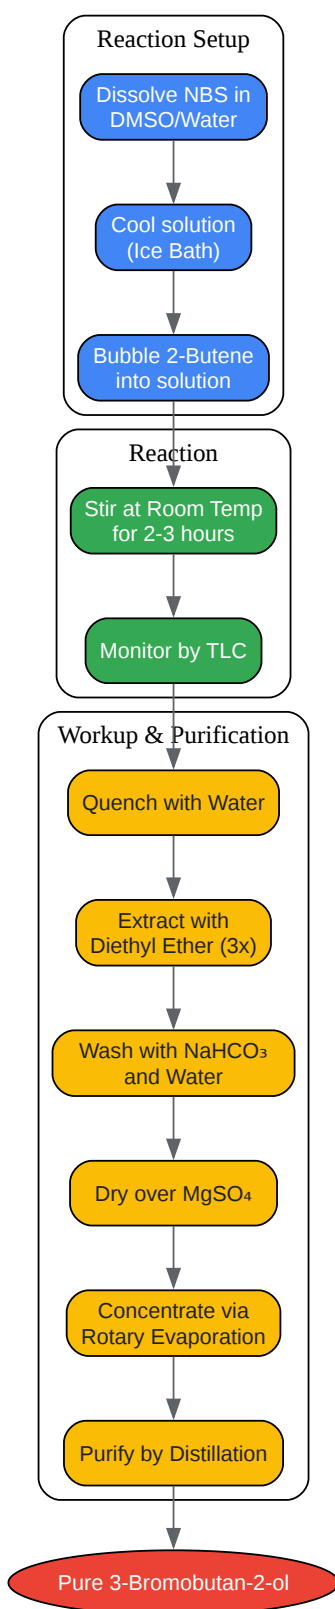 Reaction Setup
Dissolve NBS in
DMSO/Water
Cool solution
(Ice Bath)
Bubble 2-Butene
into solution
Reaction
Stir at Room Temp
for 2-3 hours
Monitor by TLC
Workup & Purification
Quench with Water
Extract with
Diethyl Ether (3x)
Wash with NaHCO₃
and Water
Dry over MgSO₄
Concentrate via
Rotary Evaporation
Purify by Distillation
Pure 3-Bromobutan-2-ol